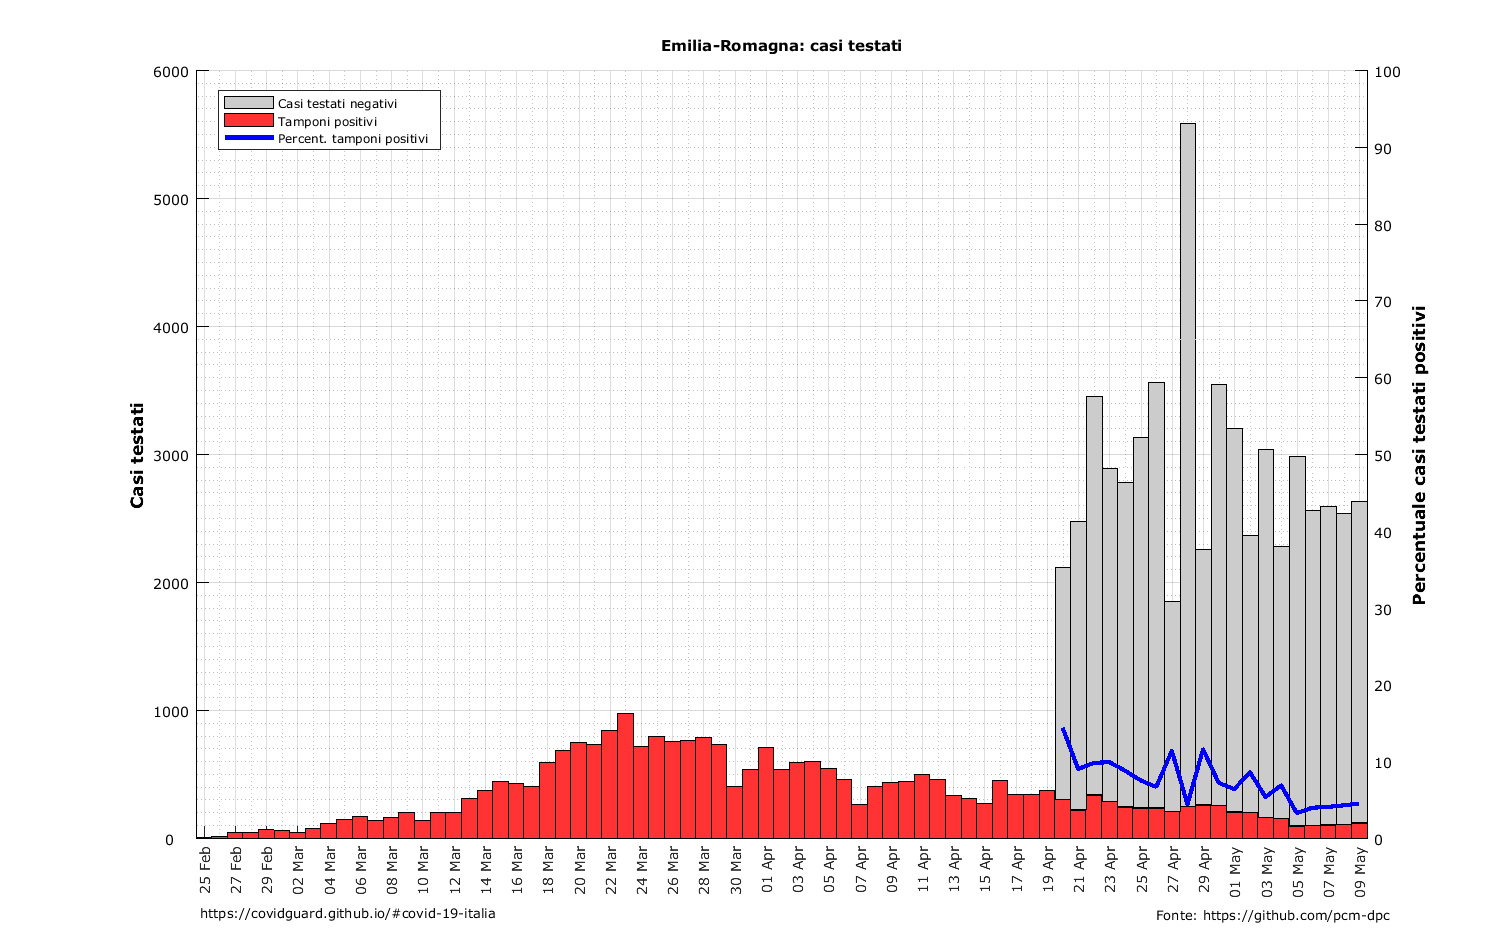 Emilia-Romagna: casi testati
Casi testati negativi
Tamponi positivi
Percent. tamponi positivi
Casi testati
6000
5000
4000
3000
2000
1000
0
100
90
80
70
60
50
40
30
20
10
0
Percentuale casi testati positivi
25 Feb
27 Feb
29 Feb
02 Mar
04 Mar
06 Mar
08 Mar
10 Mar
12 Mar
14 Mar
16 Mar
18 Mar
20 Mar
22 Mar
24 Mar
26 Mar
28 Mar
30 Mar
01 Apr
03 Apr
05 Apr
07 Apr
09 Apr
11 Apr
13 Apr
15 Apr
17 Apr
19 Apr
21 Apr
23 Apr
25 Apr
27 Apr
29 Apr
01 May
03 May
05 May
07 May
09 May
https://covidguard.github.io/#covid-19-italia
Fonte: https://github.com/pcm-dpc